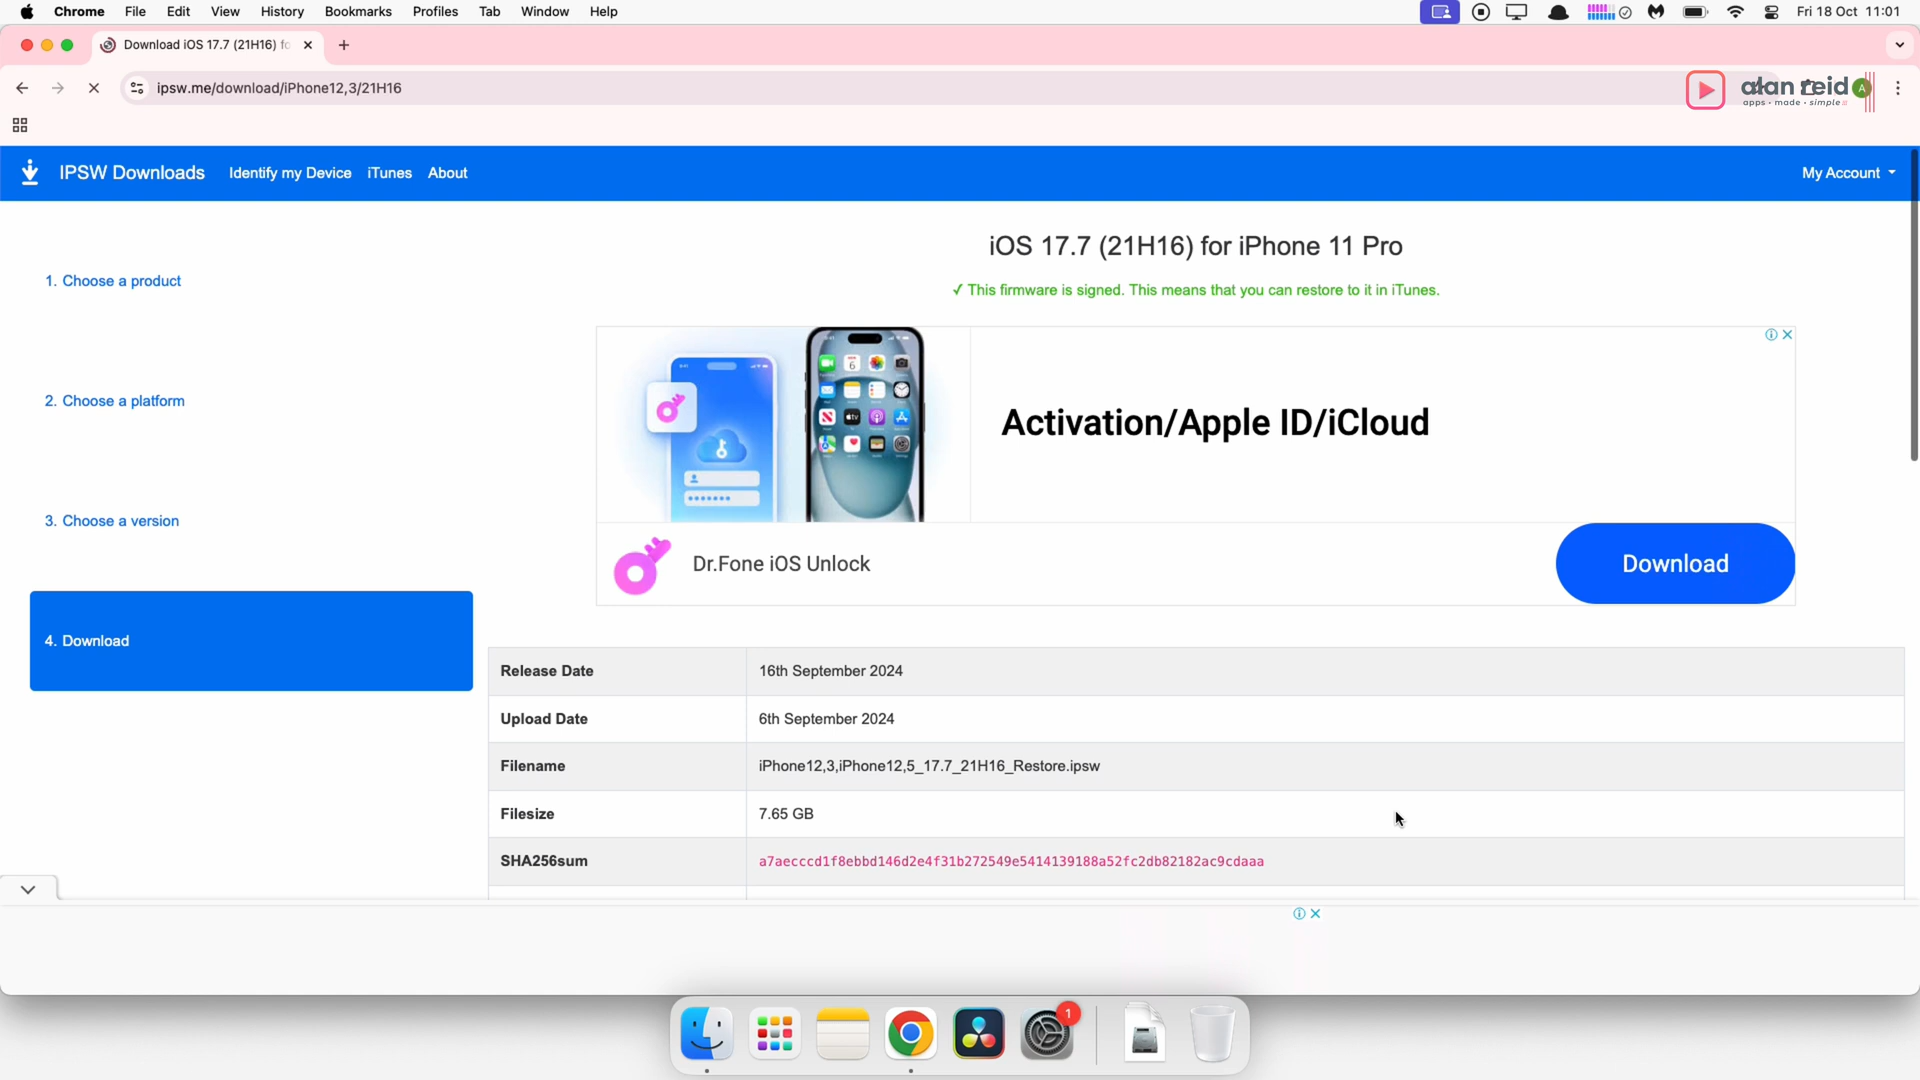 Chrome File Edit View History Bookmarks Profiles Tab Window Help
Fri 18 Oct 11:01
Download iOS 17.7 (21H16) fo
ipsw.me/download/iPhone12,3/21H16
alan reid
apps • made • simple
A
IPSW Downloads Identify my Device iTunes About
My Account
iOS 17.7 (21H16) for iPhone 11 Pro
✓ This firmware is signed. This means that you can restore to it in iTunes.
1. Choose a product
2. Choose a platform
3. Choose a version
4. Download
Activation/Apple ID/iCloud
Dr.Fone iOS Unlock
Download
Release Date 16th September 2024
Upload Date 6th September 2024
Filename iPhone12,3,iPhone12,5_17.7_21H16_Restore.ipsw
Filesize 7.65 GB
SHA256sum a7aecccd1f8ebbd146d2e4f31b272549e5414139188a52fc2db82182ac9cdaaa
1